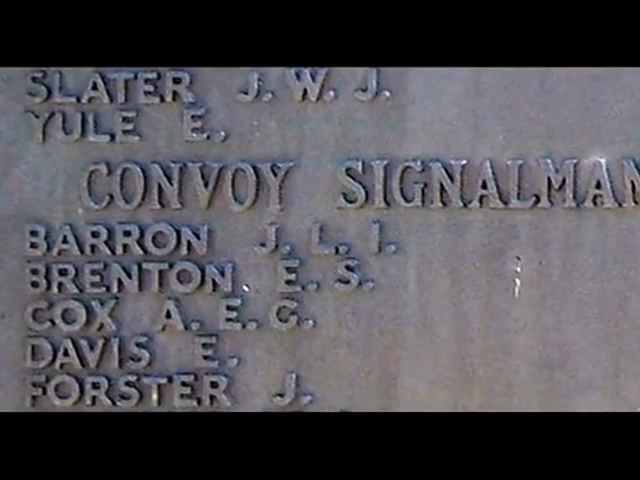 SLATER J. W. J.
YULE E.
CONVOY SIGNALMAN
BARRON J. L. I.
BRENTON E. S.
COX A. E. G.
DAVIS E.
FORSTER J.